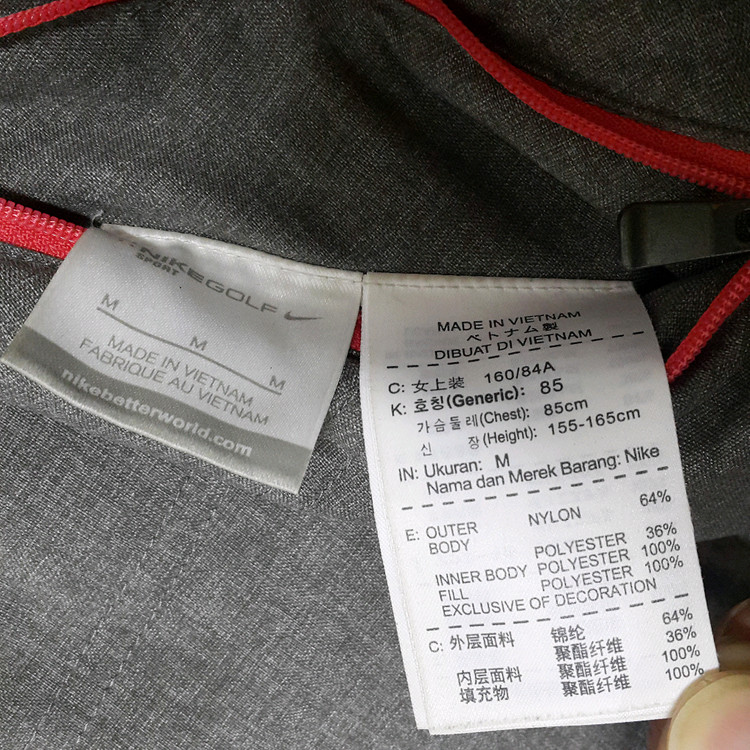 NIKEGOLF
SPORT
M
M
M
MADE IN VIETNAM
FABRIQUE AU VIETNAM
nikebetterworld.com
MADE IN VIETNAM
ベトナム製
DIBUAT DI VIETNAM
C: 女上装 160/84A
K: 호칭(Generic): 85
가슴둘레(Chest): 85cm
신 장(Height): 155-165cm
IN: Ukuran: M
Nama dan Merek Barang: Nike
E: OUTER NYLON 64%
BODY
POLYESTER 36%
INNER BODY POLYESTER 100%
FILL POLYESTER 100%
EXCLUSIVE OF DECORATION
C: 外层面料 锦纶 64%
聚酯纤维 36%
内层面料 聚酯纤维 100%
填充物 聚酯纤维 100%